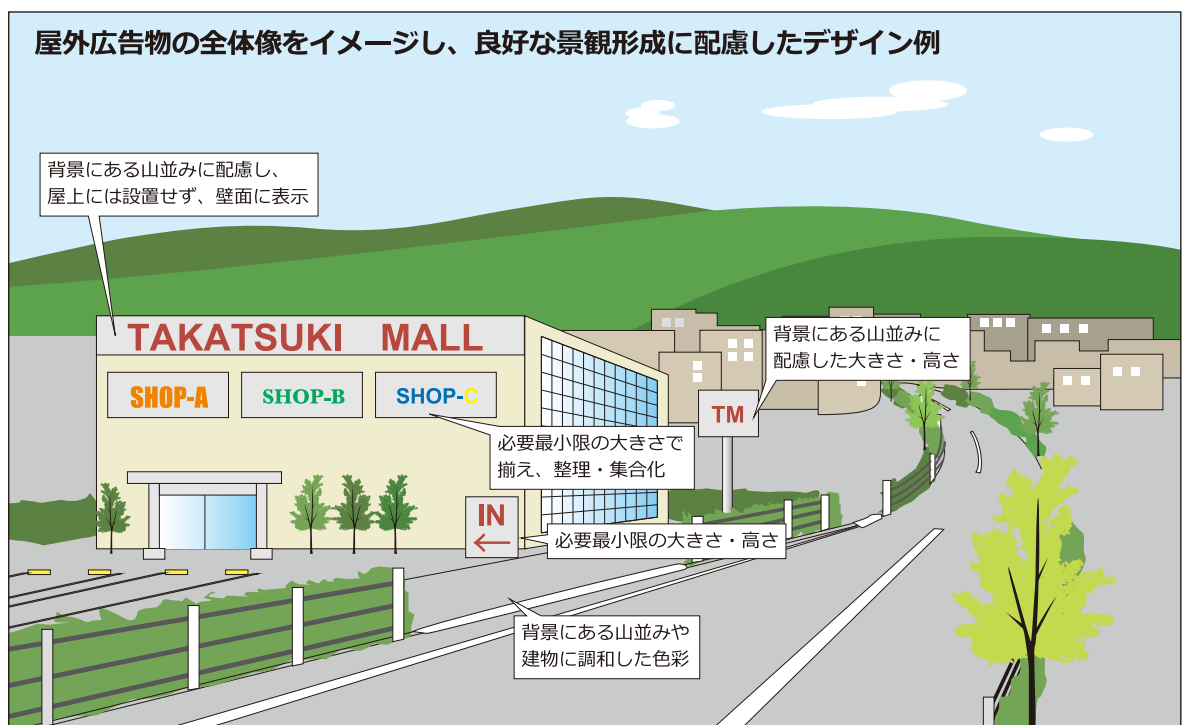 屋外広告物の全体像をイメージし、良好な景観形成に配慮したデザイン例
背景にある山並みに配慮し、
屋上には設置せず、壁面に表示
TAKATSUKI MALL
SHOP-A
SHOP-B
SHOP-C
背景にある山並みに
配慮した大きさ・高さ
TM
必要最小限の大きさで
揃え、整理・集合化
IN
←
必要最小限の大きさ・高さ
背景にある山並みや
建物に調和した色彩